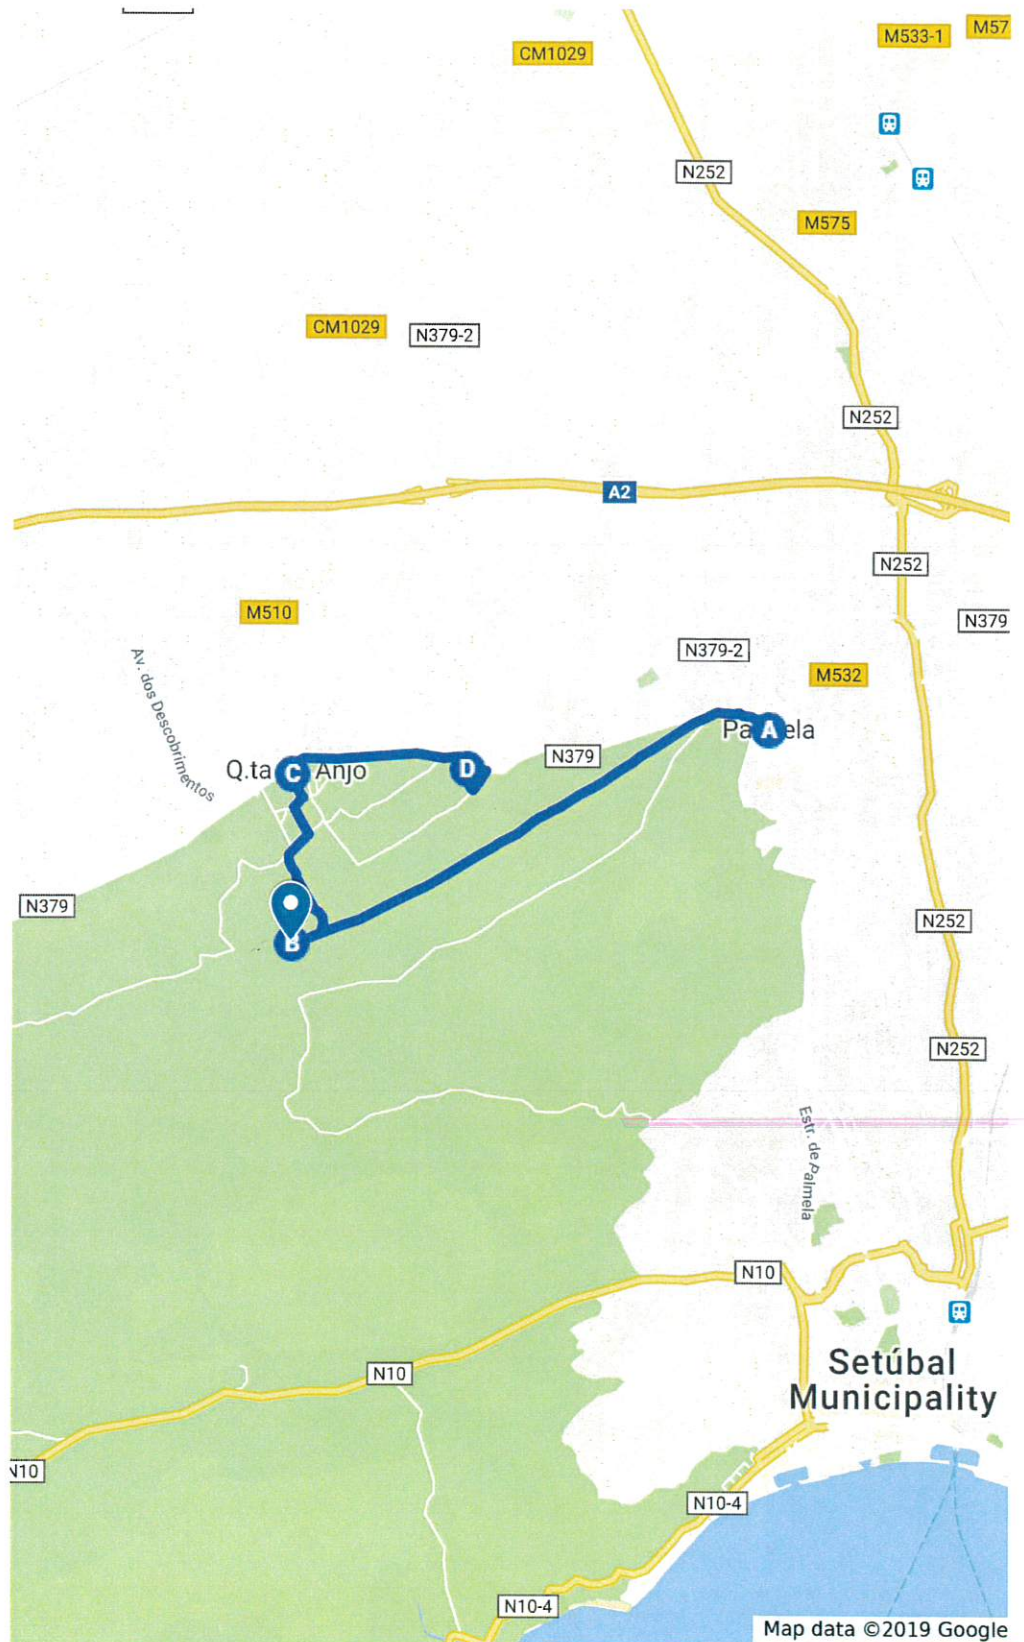 M57
M533-1
CM1029
N252
M575
CM1029
N379-2
N252
A2
N252
M510
N379
N379-2
Av. dos Descobrimentos
M532
A
N379
Q.ta
C
Anjo
D
N379
B
N252
N252
Estr. de Palmela
N10
Setúbal
Municipality
N10
N10
N10-4
N10-4
Map data ©2019 Google